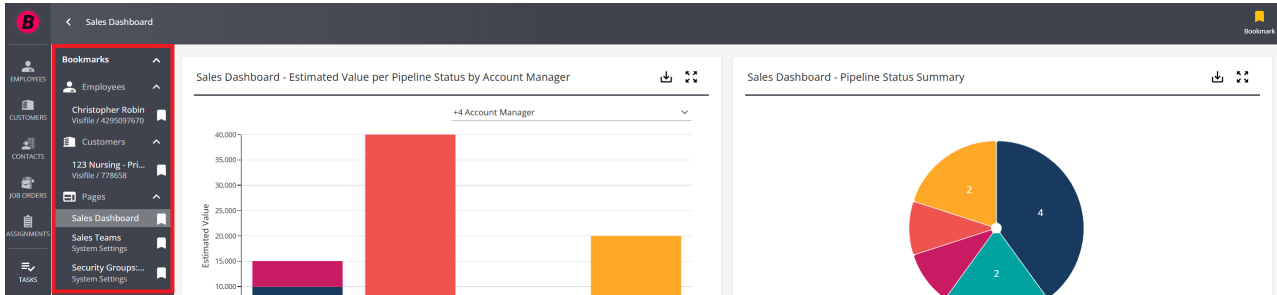 B
Sales Dashboard
Bookmark
EMPLOYEES
CUSTOMERS
CONTACTS
JOB ORDERS
ASSIGNMENTS
TASKS
Bookmarks
Employees
Christopher Robin
Visifile / 4295097670
Customers
123 Nursing - Pri...
Visifile / 778658
Pages
Sales Dashboard
Sales Teams
System Settings
Security Groups:...
System Settings
Sales Dashboard - Estimated Value per Pipeline Status by Account Manager
+4 Account Manager
Estimated Value
40,000
35,000
30,000
25,000
20,000
15,000
10,000
Sales Dashboard - Pipeline Status Summary
2
4
2